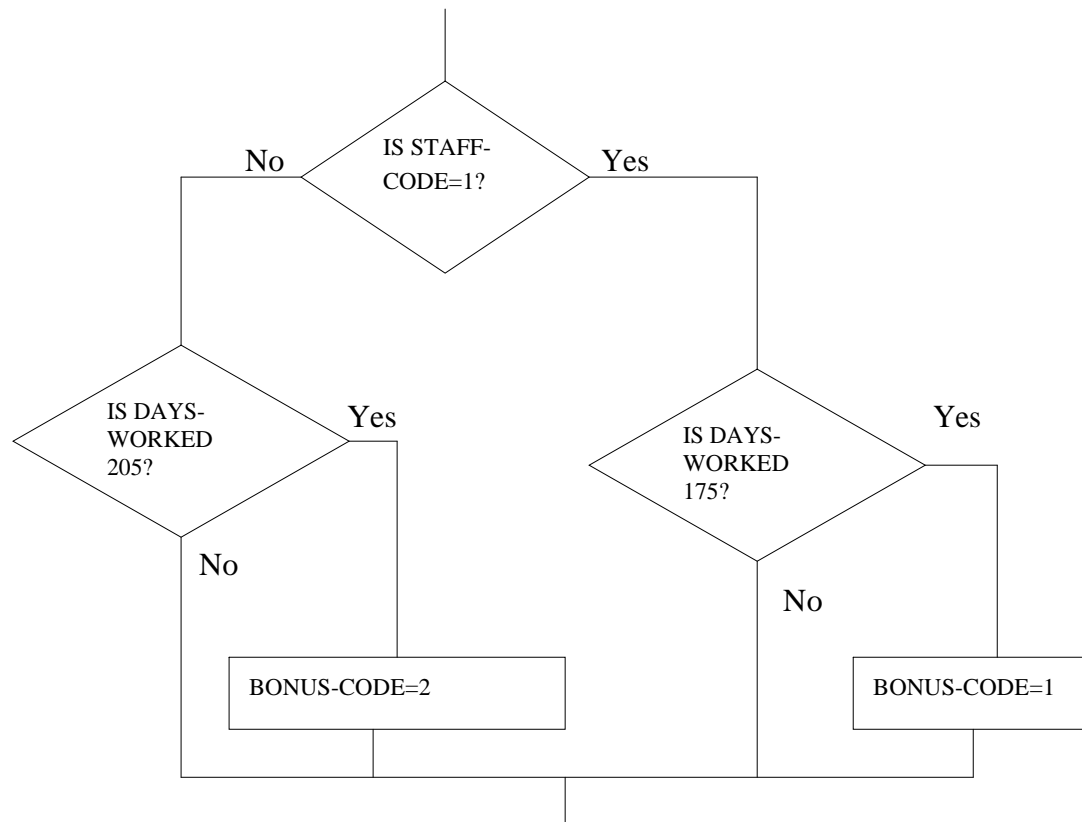 IS STAFF-
CODE=1?
No
Yes
IS DAYS-
WORKED
205?
Yes
No
IS DAYS-
WORKED
175?
Yes
No
BONUS-CODE=2
BONUS-CODE=1